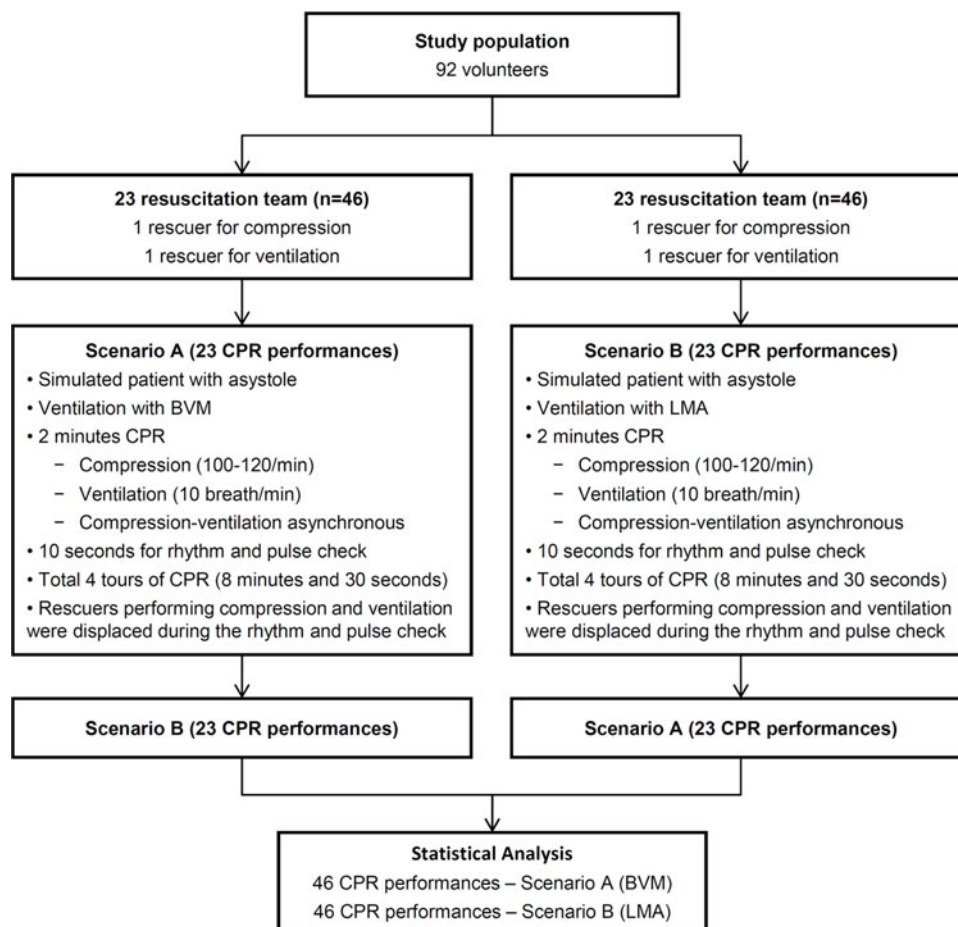 Study population
92 volunteers
23 resuscitation team (n=46)
1 rescuer for compression
1 rescuer for ventilation
23 resuscitation team (n=46)
1 rescuer for compression
1 rescuer for ventilation
Scenario A (23 CPR performances)
• Simulated patient with asystole
• Ventilation with BVM
• 2 minutes CPR
− Compression (100-120/min)
− Ventilation (10 breath/min)
− Compression-ventilation asynchronous
• 10 seconds for rhythm and pulse check
• Total 4 tours of CPR (8 minutes and 30 seconds)
• Rescuers performing compression and ventilation
were displaced during the rhythm and pulse check
Scenario B (23 CPR performances)
• Simulated patient with asystole
• Ventilation with LMA
• 2 minutes CPR
− Compression (100-120/min)
− Ventilation (10 breath/min)
− Compression-ventilation asynchronous
• 10 seconds for rhythm and pulse check
• Total 4 tours of CPR (8 minutes and 30 seconds)
• Rescuers performing compression and ventilation
were displaced during the rhythm and pulse check
Scenario B (23 CPR performances)
Scenario A (23 CPR performances)
Statistical Analysis
46 CPR performances – Scenario A (BVM)
46 CPR performances – Scenario B (LMA)